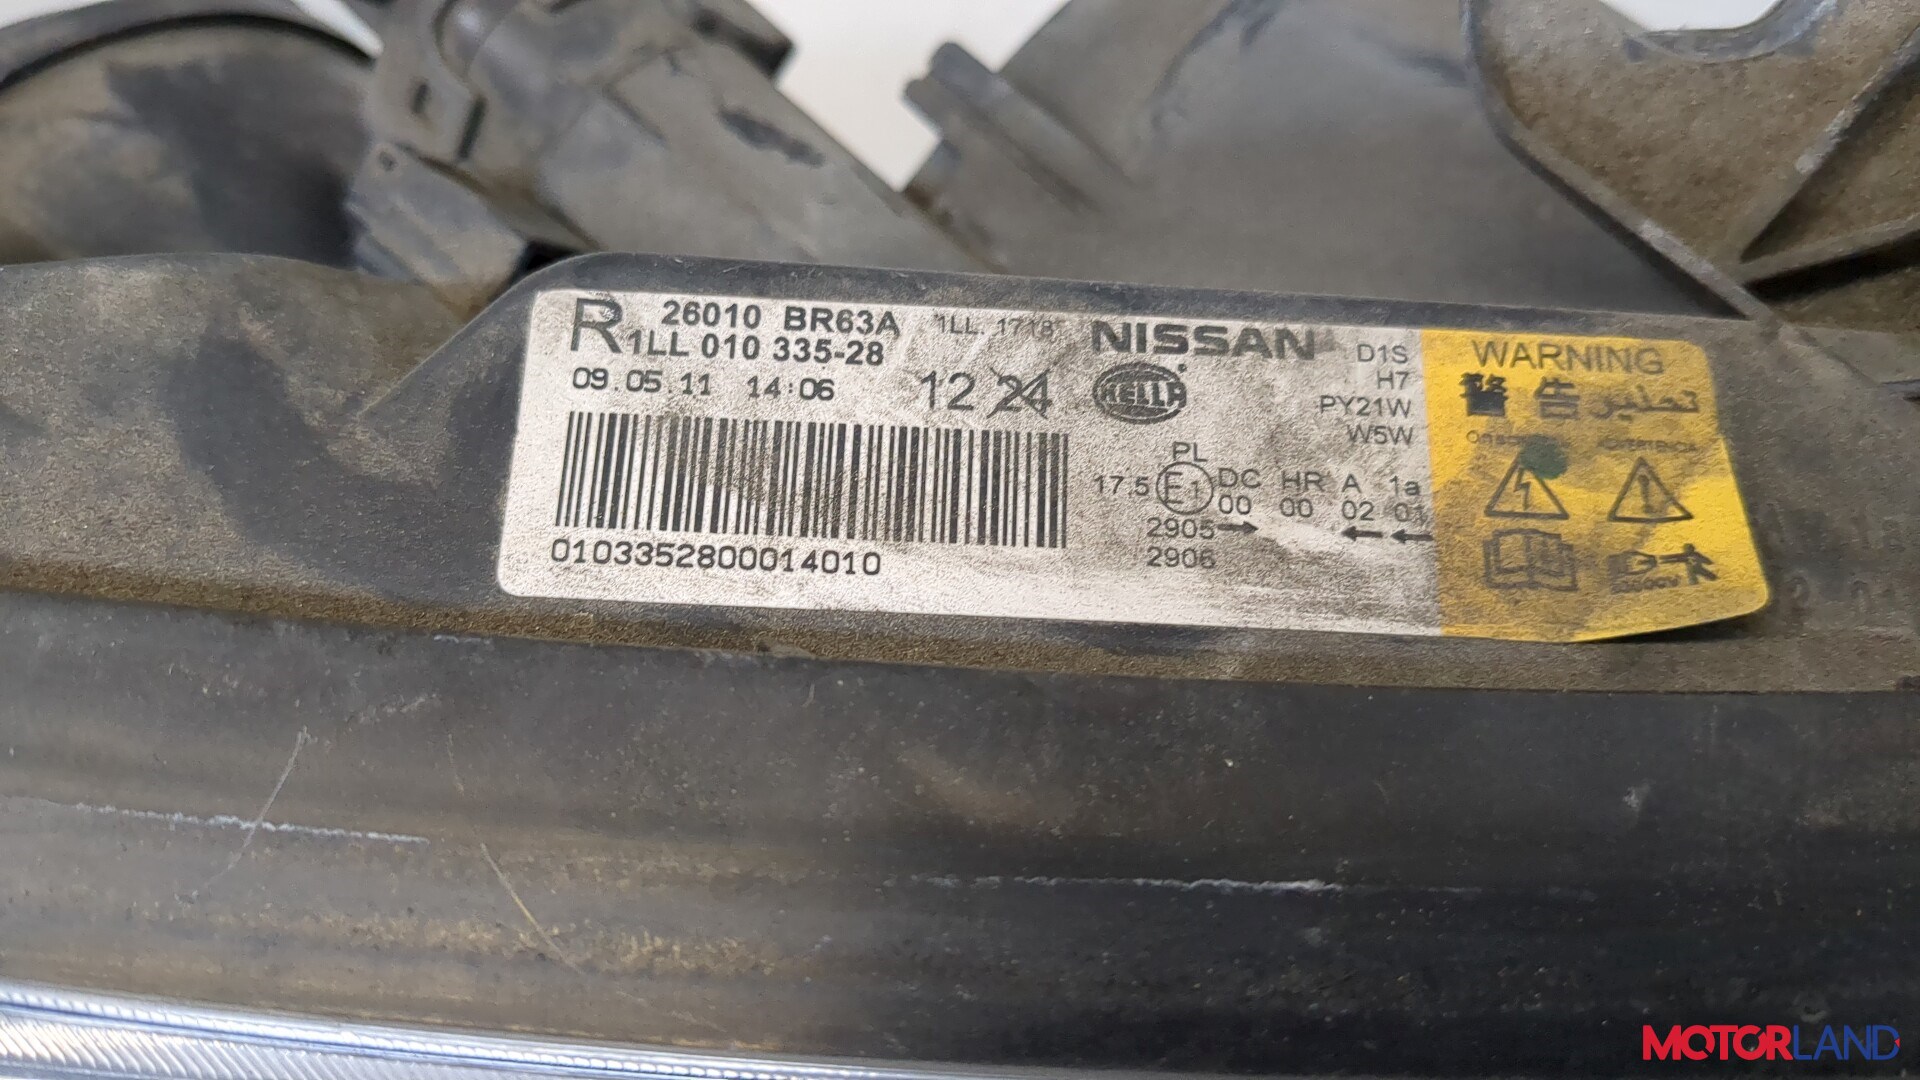 R 26010 BR63A 1LL. 1718 NISSAN
1LL 010 335-28
09.05.11 14:06 12 24 HELLA
D1S
H7
PY21W
W5W
PL
17.5 E1 DC HR A 1a
00 00 02 01
2905 → ← ←
2906
0103352800014010
WARNING
警告 تحذير
MOTORLAND